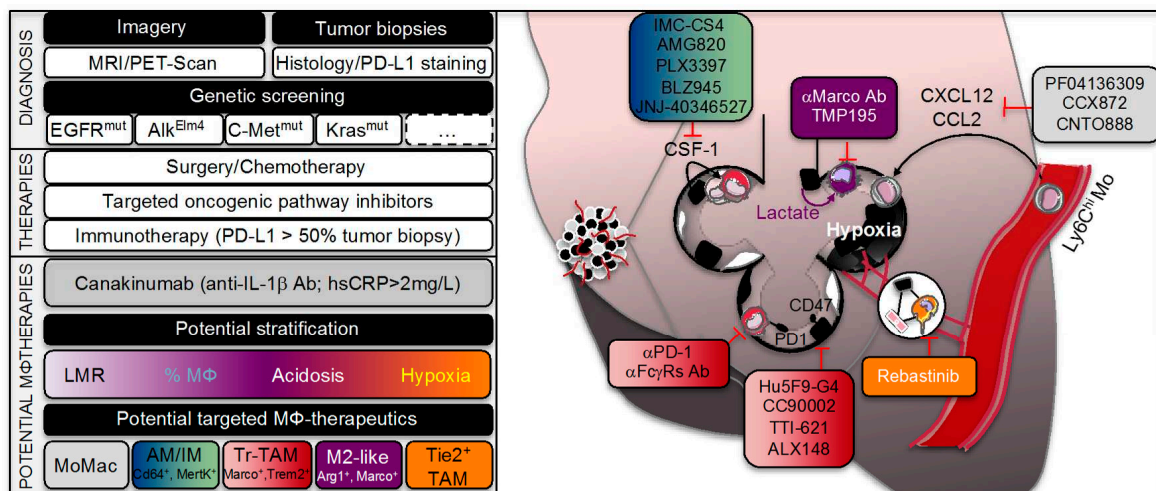 DIAGNOSIS
Imagery
Tumor biopsies
MRI/PET-Scan
Histology/PD-L1 staining
Genetic screening
EGFRmut
AlkElm4
C-Metmut
Krasmut
...
THERAPIES
Surgery/Chemotherapy
Targeted oncogenic pathway inhibitors
Immunotherapy (PD-L1 > 50% tumor biopsy)
POTENTIAL MΦTHERAPIES
Canakinumab (anti-IL-1β Ab; hsCRP>2mg/L)
Potential stratification
LMR
% MΦ
Acidosis
Hypoxia
Potential targeted MΦ-therapeutics
MoMac
AM/IM
Cd64+, MertK+
Tr-TAM
Marco+,Trem2+
M2-like
Arg1+, Marco+
Tie2+
TAM
IMC-CS4
AMG820
PLX3397
BLZ945
JNJ-40346527
CSF-1
αMarco Ab
TMP195
Lactate
CXCL12
CCL2
PF04136309
CCX872
CNTO888
Hypoxia
Ly6ChiMo
CD47
PD1
αPD-1
αFcγRs Ab
Hu5F9-G4
CC90002
TTI-621
ALX148
Rebastinib